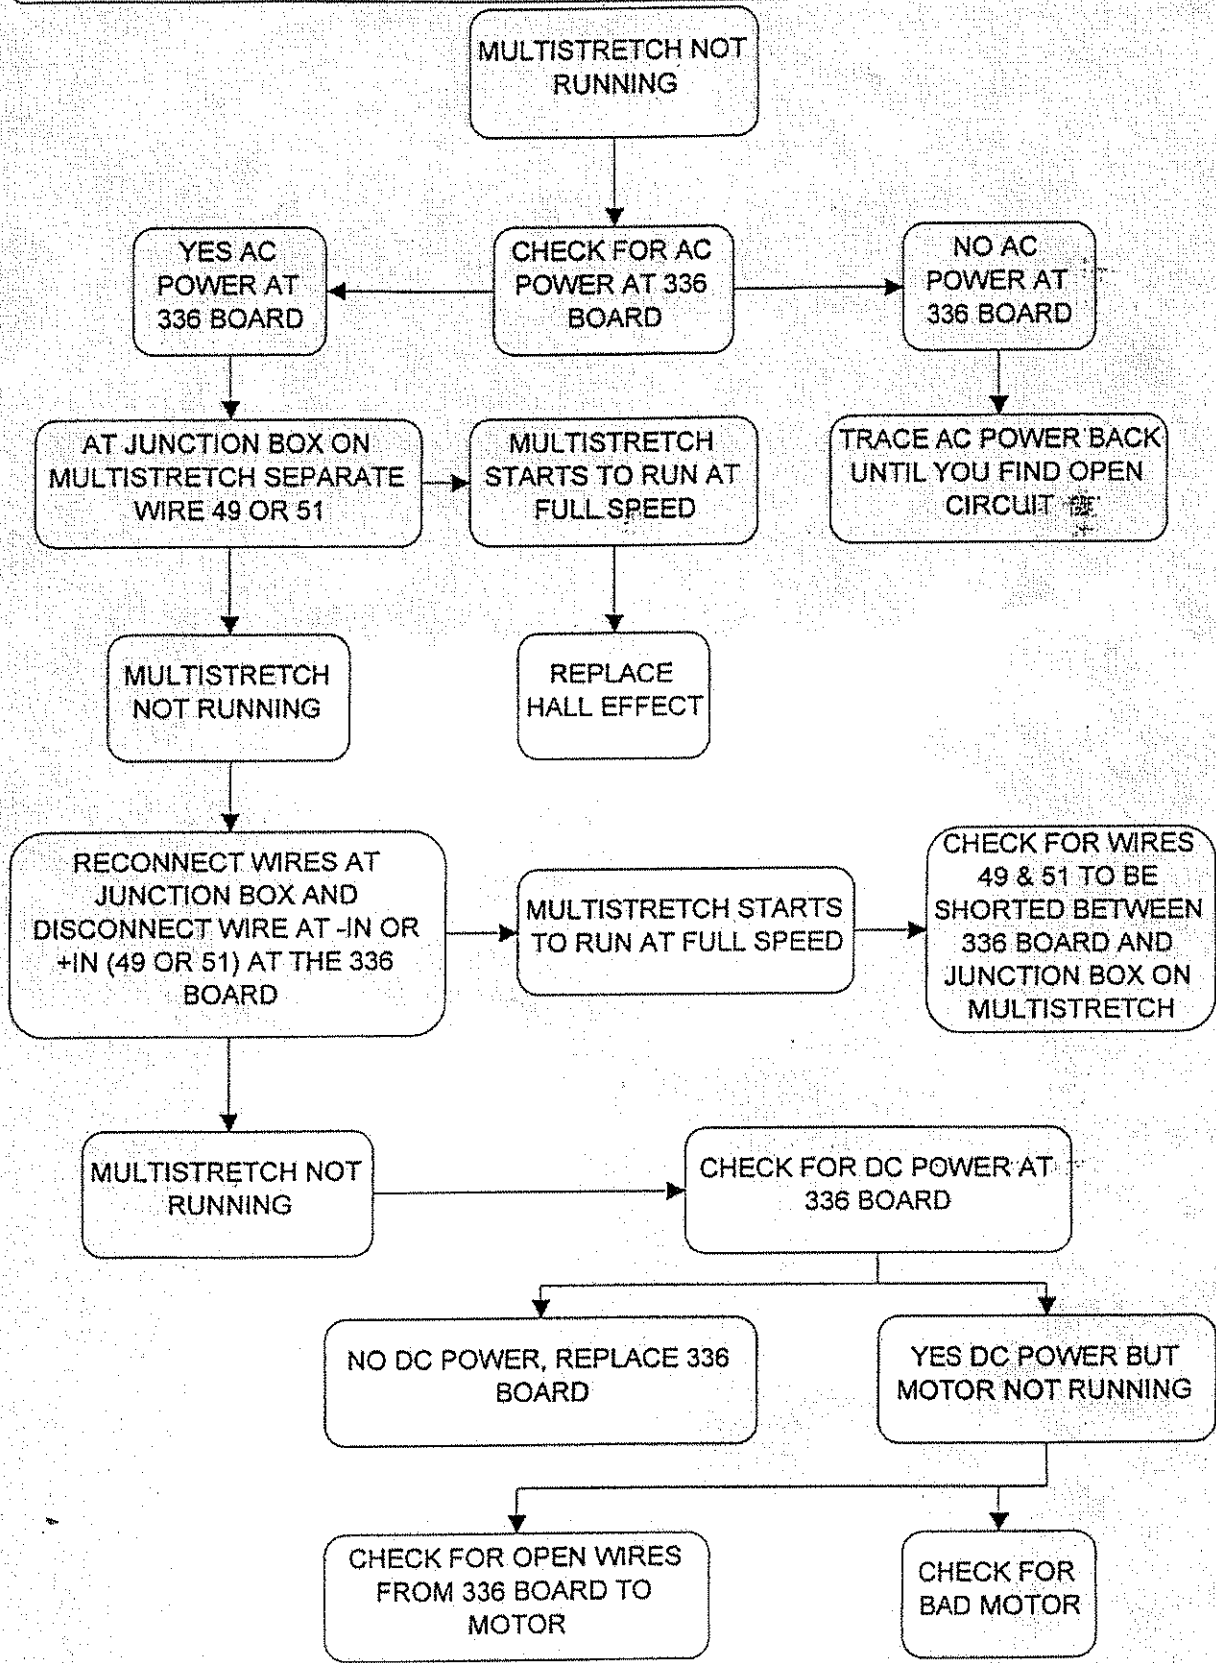 MULTISTRETCH NOT
RUNNING
YES AC
POWER AT
336 BOARD
CHECK FOR AC
POWER AT 336
BOARD
NO AC
POWER AT
336 BOARD
AT JUNCTION BOX ON
MULTISTRETCH SEPARATE
WIRE 49 OR 51
MULTISTRETCH
STARTS TO RUN AT
FULL SPEED
TRACE AC POWER BACK
UNTIL YOU FIND OPEN
CIRCUIT
MULTISTRETCH
NOT RUNNING
REPLACE
HALL EFFECT
RECONNECT WIRES AT
JUNCTION BOX AND
DISCONNECT WIRE AT -IN OR
+IN (49 OR 51) AT THE 336
BOARD
MULTISTRETCH STARTS
TO RUN AT FULL SPEED
CHECK FOR WIRES
49 & 51 TO BE
SHORTED BETWEEN
336 BOARD AND
JUNCTION BOX ON
MULTISTRETCH
MULTISTRETCH NOT
RUNNING
CHECK FOR DC POWER AT
336 BOARD
NO DC POWER, REPLACE 336
BOARD
YES DC POWER BUT
MOTOR NOT RUNNING
CHECK FOR OPEN WIRES
FROM 336 BOARD TO
MOTOR
CHECK FOR
BAD MOTOR